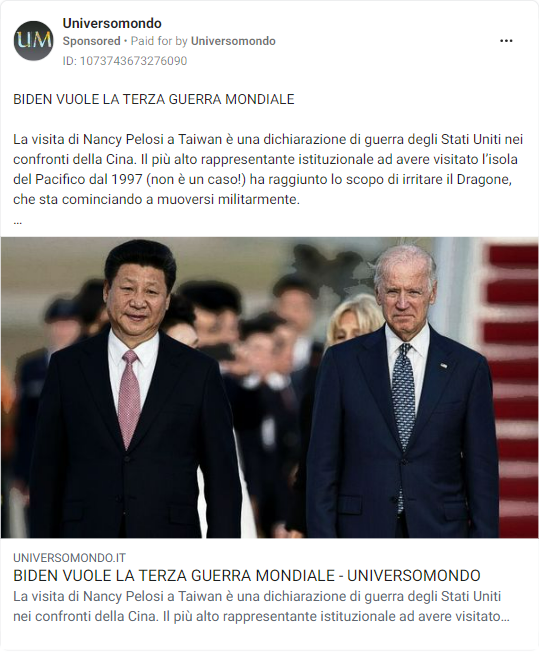 UM
Universomondo
Sponsored • Paid for by Universomondo
ID: 1073743673276090
BIDEN VUOLE LA TERZA GUERRA MONDIALE
La visita di Nancy Pelosi a Taiwan è una dichiarazione di guerra degli Stati Uniti nei
confronti della Cina. Il più alto rappresentante istituzionale ad avere visitato l'isola
del Pacifico dal 1997 (non è un caso!) ha raggiunto lo scopo di irritare il Dragone,
che sta cominciando a muoversi militarmente.
...
UNIVERSOMONDO.IT
BIDEN VUOLE LA TERZA GUERRA MONDIALE - UNIVERSOMONDO
La visita di Nancy Pelosi a Taiwan è una dichiarazione di guerra degli Stati Uniti
nei confronti della Cina. Il più alto rappresentante istituzionale ad avere visitato…